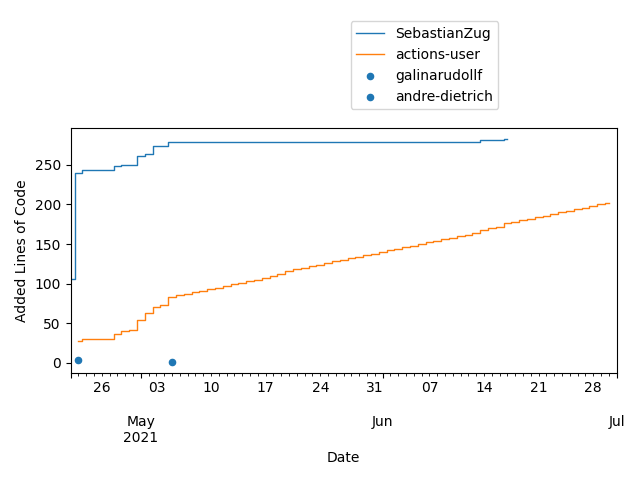 SebastianZug
actions-user
galinarudollf
andre-dietrich
Added Lines of Code
250
200
150
100
50
0
26 03 10 17 24 31 07 14 21 28
May Jun Jul
2021
Date